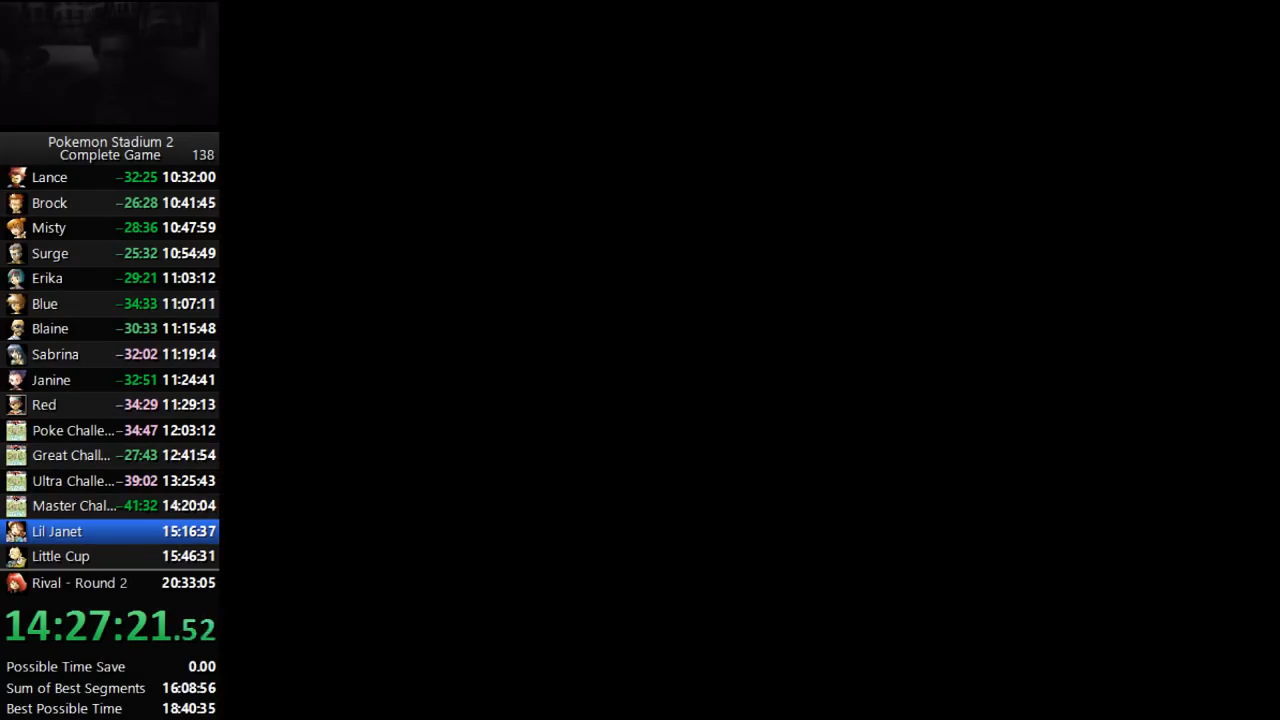 Pokemon Stadium 2
Complete Game 138
Lance −32:25 10:32:00
Brock −26:28 10:41:45
Misty −28:36 10:47:59
Surge −25:32 10:54:49
Erika −29:21 11:03:12
Blue −34:33 11:07:11
Blaine −30:33 11:15:48
Sabrina −32:02 11:19:14
Janine −32:51 11:24:41
Red −34:29 11:29:13
Poke Challe... −34:47 12:03:12
Great Chall... −27:43 12:41:54
Ultra Challe... −39:02 13:25:43
Master Chal... −41:32 14:20:04
Lil Janet 15:16:37
Little Cup 15:46:31
Rival - Round 2 20:33:05
14:27:21.52
Possible Time Save 0.00
Sum of Best Segments 16:08:56
Best Possible Time 18:40:35